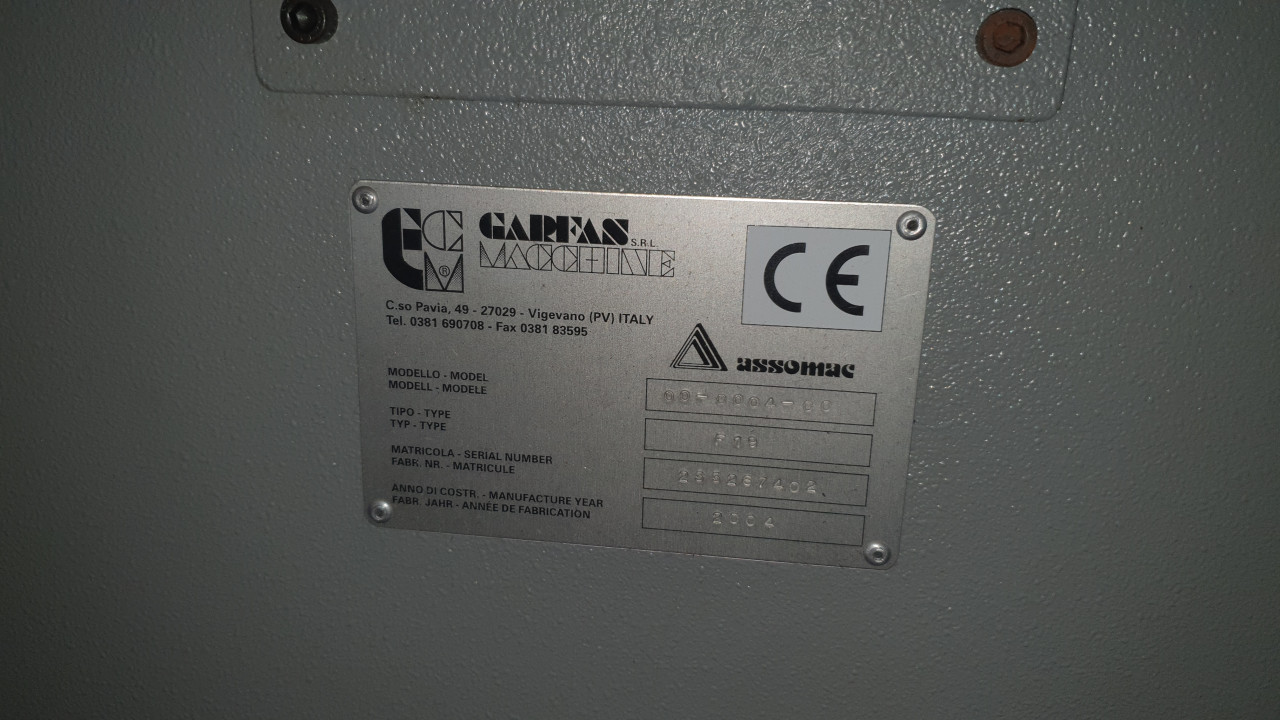 GARFAS S.R.L.
MACCHINE
®
CE
C.so Pavia, 49 - 27029 - Vigevano (PV) ITALY
Tel. 0381 690708 - Fax 0381 83595
assomac
MODELLO - MODEL
MODELL - MODELE
TIPO - TYPE
TYP - TYPE
MATRICOLA - SERIAL NUMBER
FABR. NR. - MATRICULE
ANNO DI COSTR. - MANUFACTURE YEAR
FABR. JAHR - ANNÉE DE FABRICATION
2004